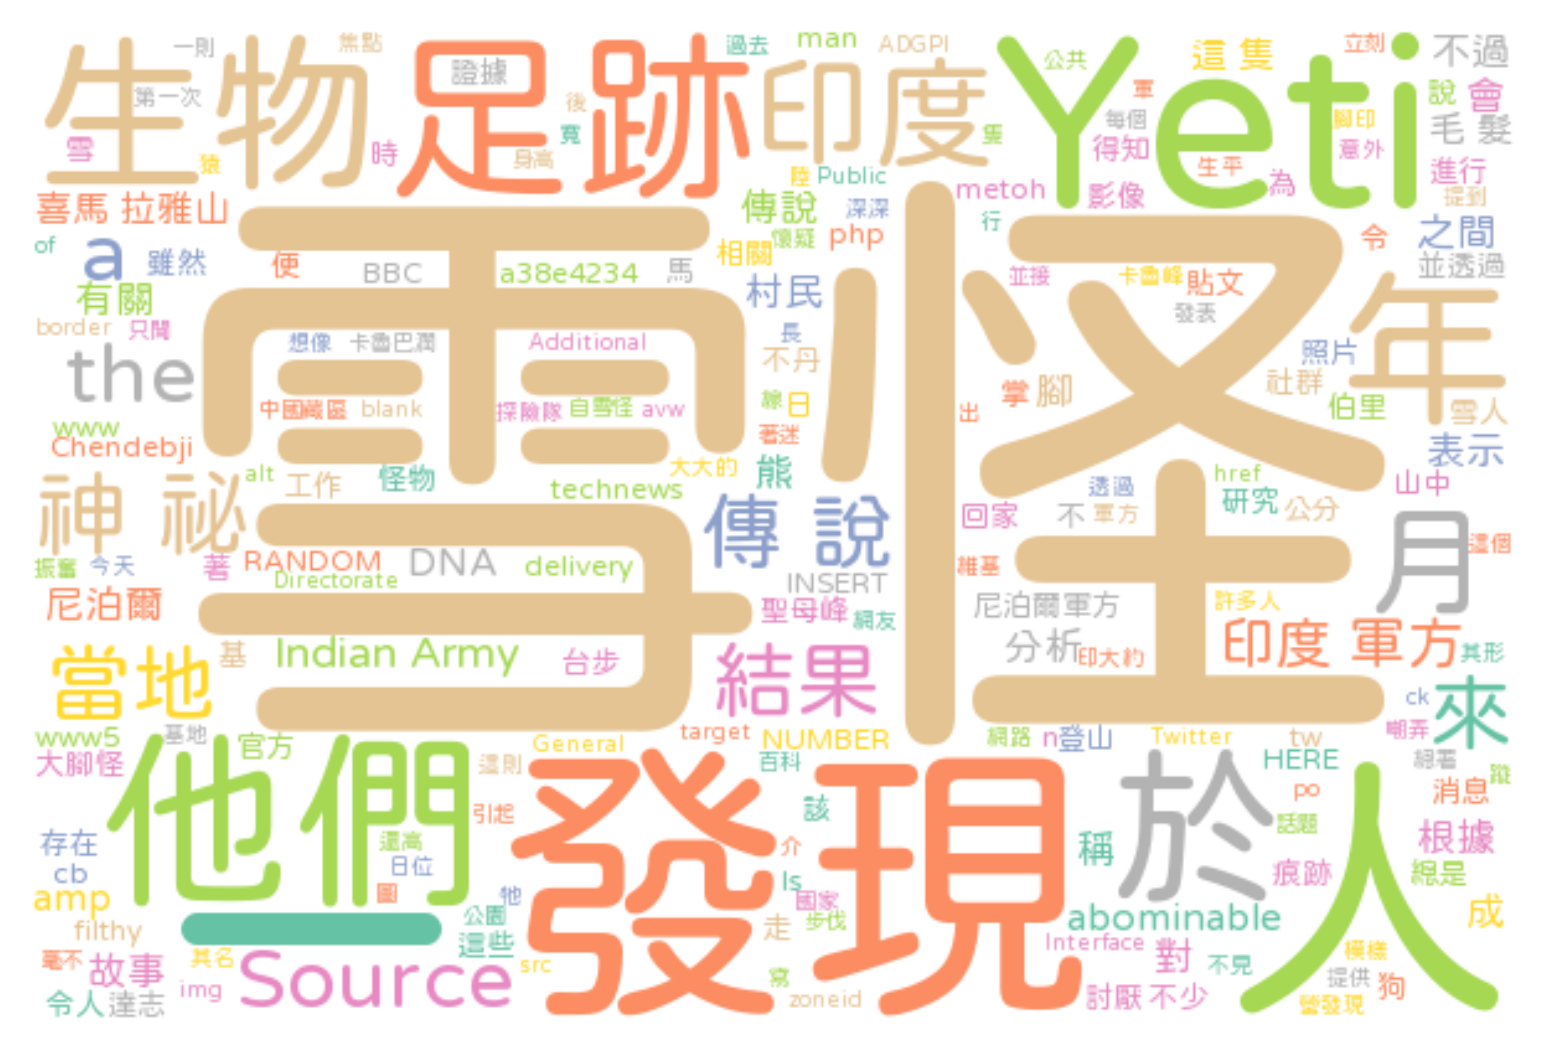 生物
足跡
印度
Yeti
一則
焦點
證據
第一次
過去
man
ADGPI
公共
這隻
立刻
不過
說
會
毛髮
雪
猿
時
身高
後
寬
隻
軍
每個
得知
腳印
意外
生平
為
進行
提到
喜馬拉雅山
陸
Public
metoh
影像
傳說
深深
懷疑
php
行
令
之間
並透過
of
a
雖然
便
BBC
a38e4234
馬
相關
有關
村民
並接
卡魯峰
貼文
發表
年
border
只聞
the
想像
卡魯巴潤
Additional
長
不丹
照片
社群
雪怪
中國藏區
blank
探險隊
自雪怪
avw
線
日
著迷
出
掌
腳
伯里
雪人
www
Chendebji
表示
神祕
alt
工作
怪物
大大的
熊
technews
傳說
透過
href
研究
山中
回家
不
軍方
公分
月
這個
振奮
今天
著
RANDOM
DNA
delivery
Directorate
INSERT
維基
尼泊爾
聖母峰
網友
尼泊爾軍方
許多人
當地
基
Indian Army
台步
結果
分析
印大約
印度軍方
其形
ck
來
www5
基地
官方
大腳怪
General
target
NUMBER
網路
n
登山
Twitter
tw
嘲弄
他們
這則
發現
百科
HERE
想著
蹤
引起
該
po
消息
於
人
存在
還高
日位
介
稱
話題
根據
cb
圖
牠
ls
國家
痕跡
總是
amp
一
公園
步伐
abominable
成
filthy
這些
走
Interface
對
不見
模樣
毫不
故事
其名
Source
src
提供
狗
img
窩
zoneid
令人
達志
討厭
不少
當發現